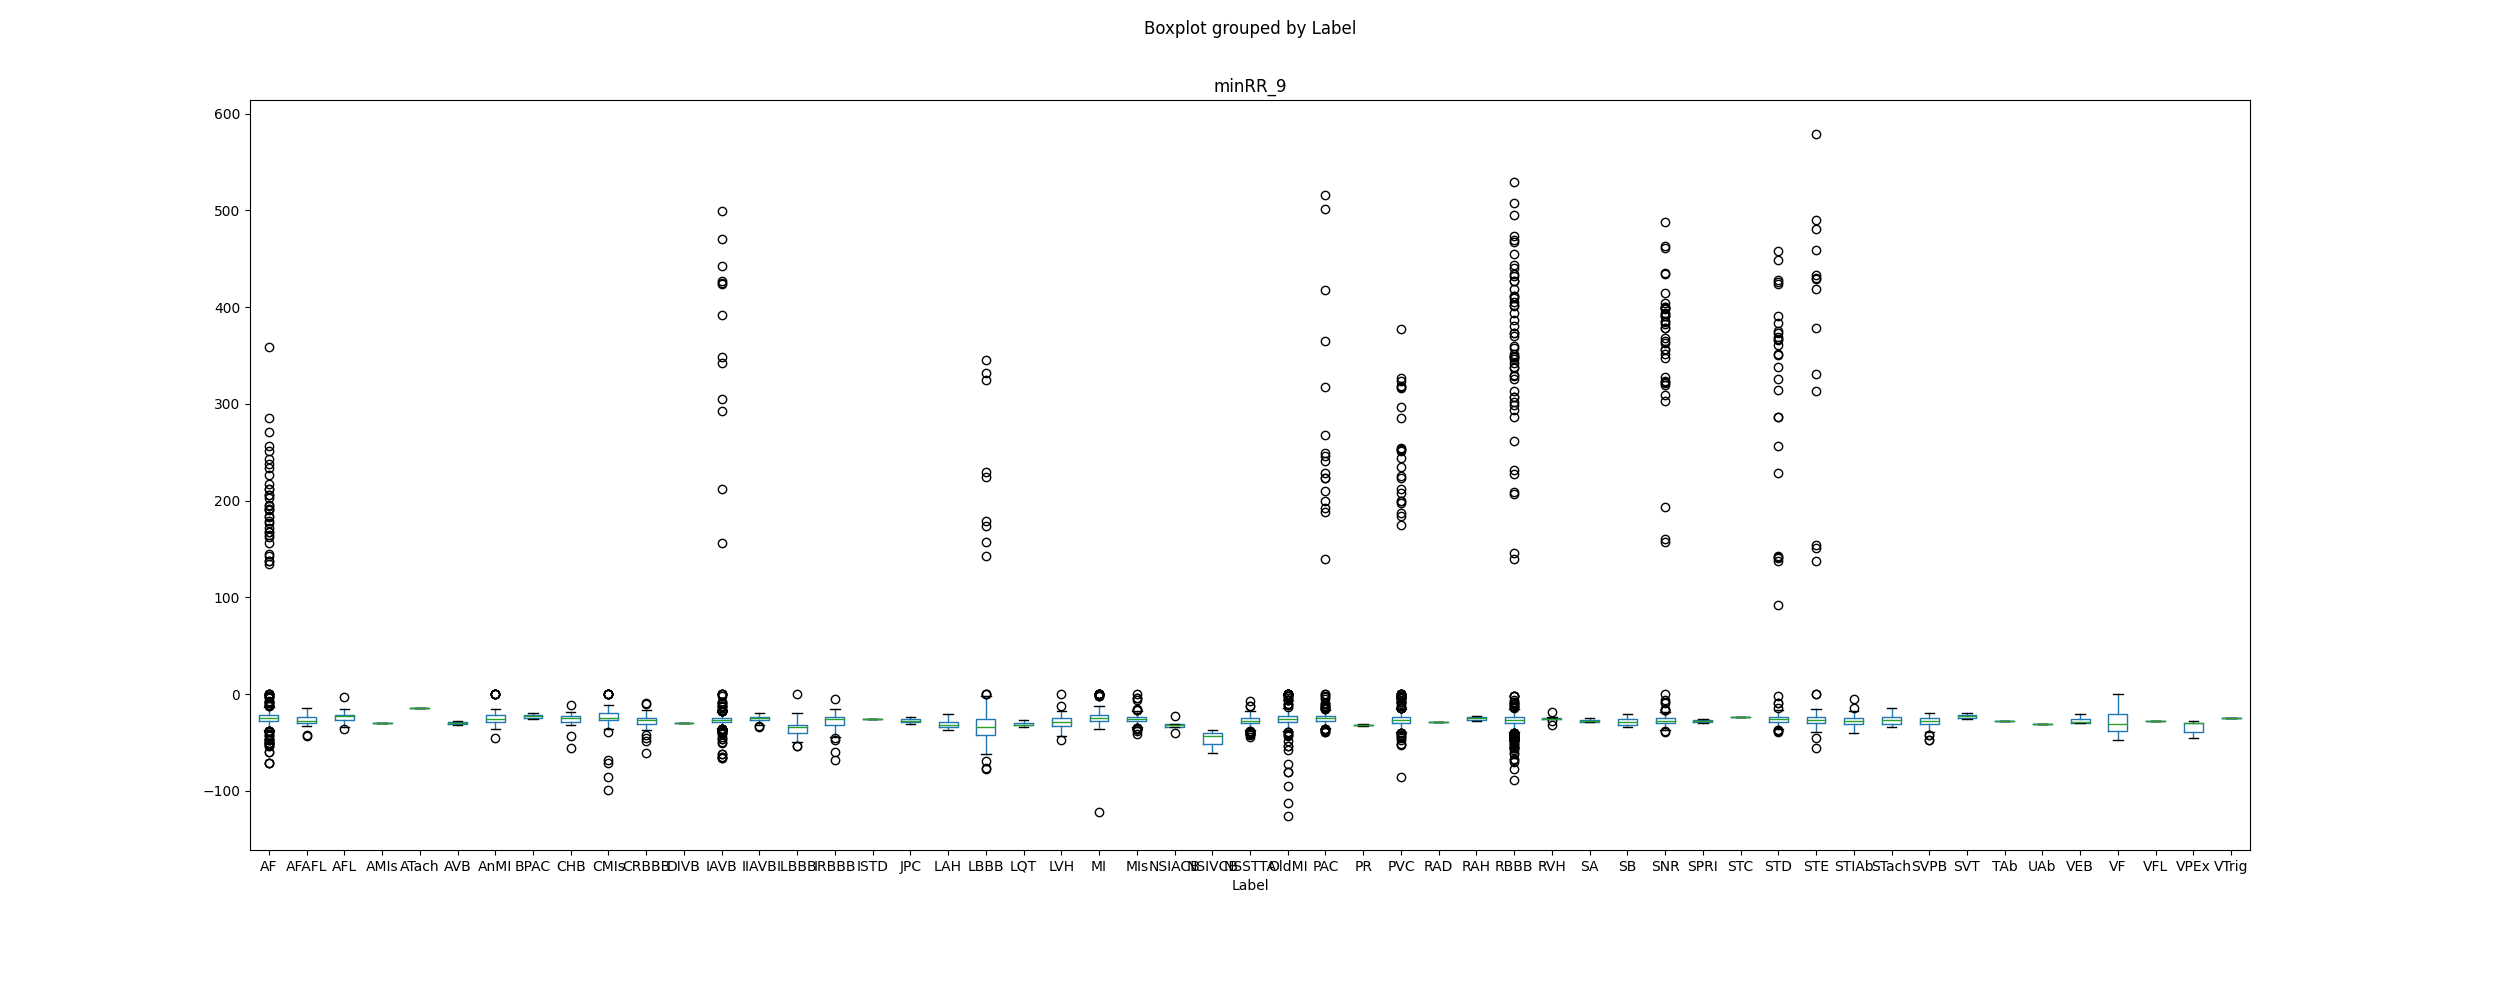 Boxplot grouped by Label
minRR_9
600
500
400
300
200
100
0
−100
AF AFAFL AFL AMIs ATach AVB AnMI BPAC CHB CMIs CRBBB DIVB IAVB IIAVB ILBBB IRBBB ISTD JPC LAH LBBB LQT LVH MI MIs NSIACB NSIVCB NSSTTA OldMI PAC PR PVC RAD RAH RBBB RVH SA SB SNR SPRI STC STD STE STIAb STach SVPB SVT TAb UAb VEB VF VFL VPEx VTrig
Label